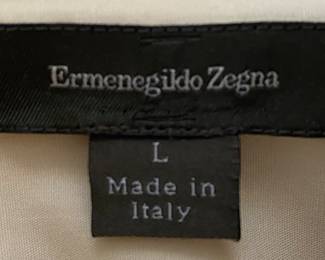 Ermenegildo Zegna
L
Made in
Italy